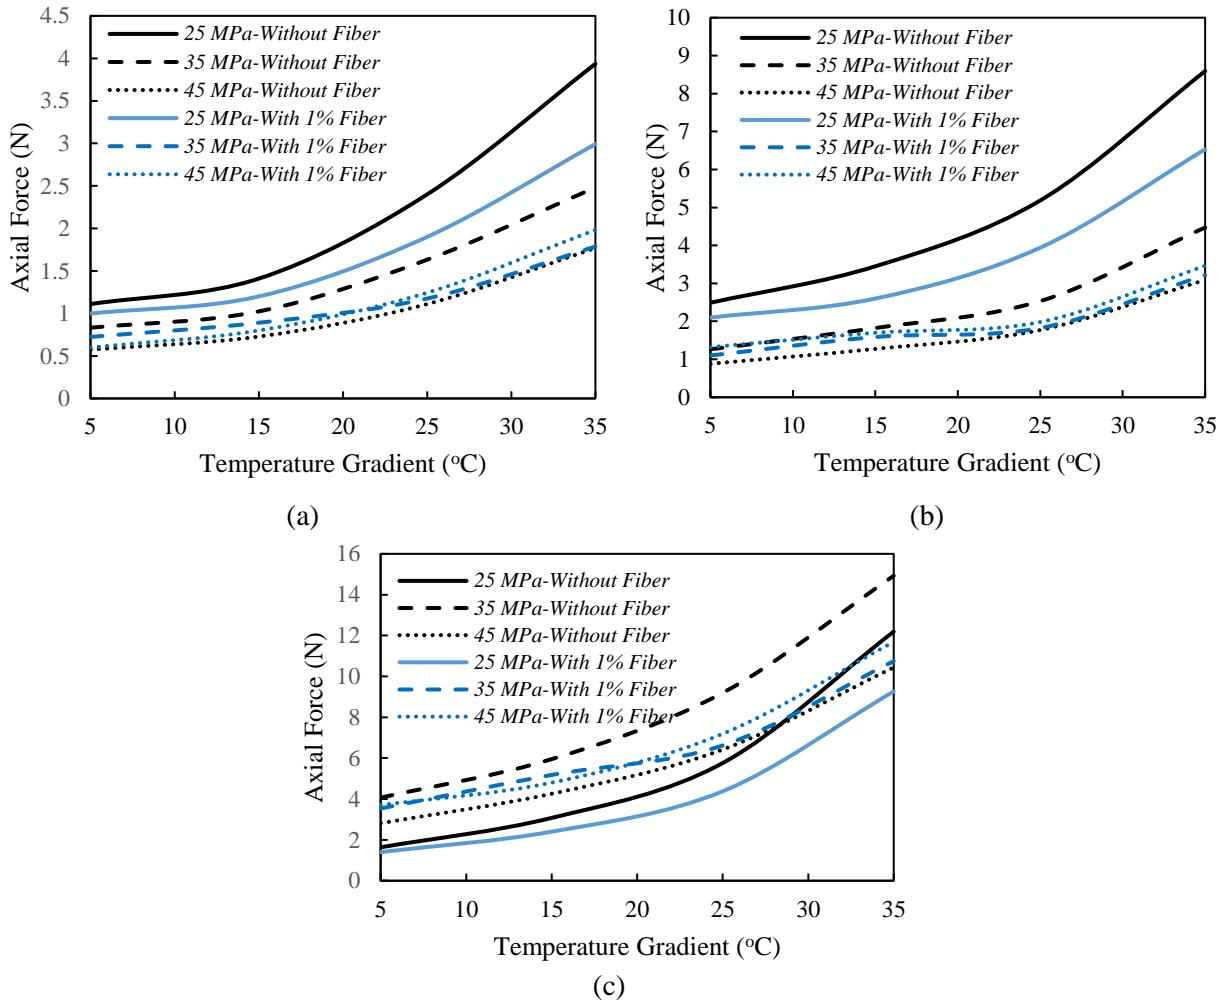 4.5
4
3.5
3
2.5
2
1.5
1
0.5
0
Axial Force (N)
25 MPa-Without Fiber
35 MPa-Without Fiber
45 MPa-Without Fiber
25 MPa-With 1% Fiber
35 MPa-With 1% Fiber
45 MPa-With 1% Fiber
5 10 15 20 25 30 35
Temperature Gradient (oC)
(a)
10
9
8
7
6
5
4
3
2
1
0
Axial Force (N)
25 MPa-Without Fiber
35 MPa-Without Fiber
45 MPa-Without Fiber
25 MPa-With 1% Fiber
35 MPa-With 1% Fiber
45 MPa-With 1% Fiber
5 10 15 20 25 30 35
Temperature Gradient (oC)
(b)
16
14
12
10
8
6
4
2
0
Axial Force (N)
25 MPa-Without Fiber
35 MPa-Without Fiber
45 MPa-Without Fiber
25 MPa-With 1% Fiber
35 MPa-With 1% Fiber
45 MPa-With 1% Fiber
5 10 15 20 25 30 35
Temperature Gradient (oC)
(c)